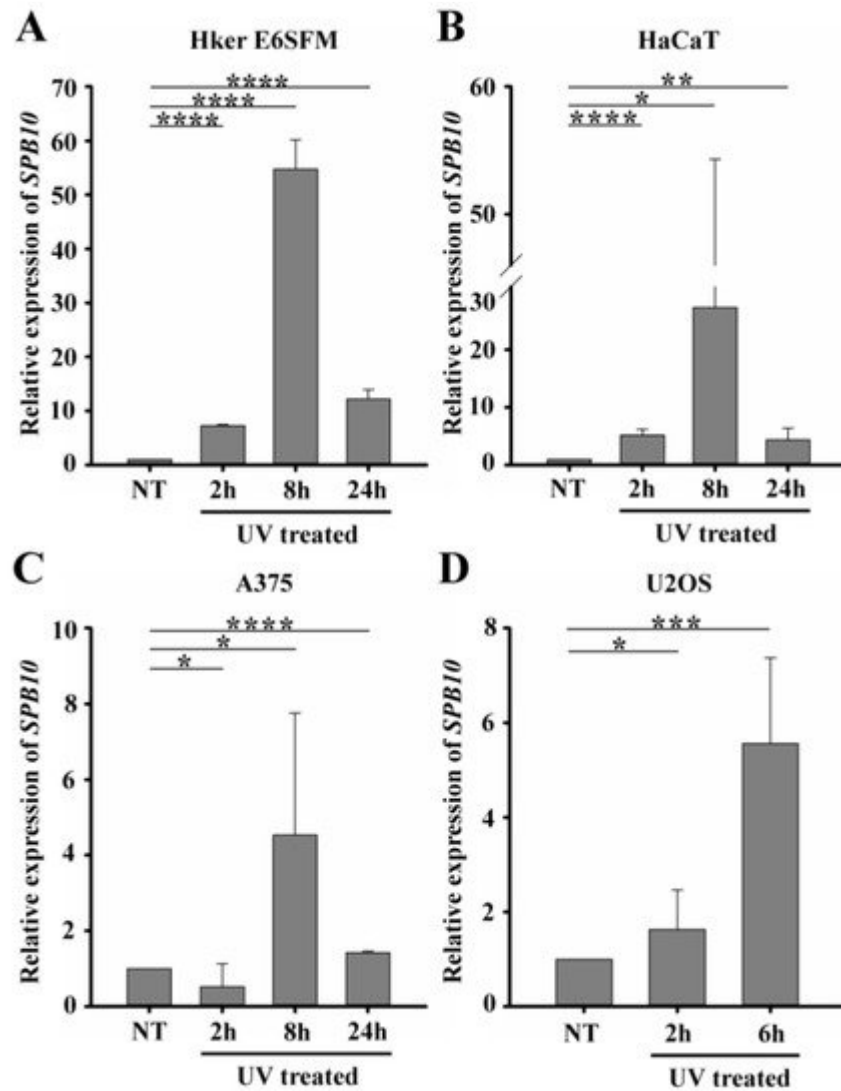 A
Hker E6SFM
Relative expression of SPB10
70
60
50
40
30
20
10
0
****
****
****
NT 2h 8h 24h
UV treated
B
HaCaT
Relative expression of SPB10
60
50
30
20
10
0
**
*
****
NT 2h 8h 24h
UV treated
C
A375
Relative expression of SPB10
10
8
6
4
2
0
****
*
*
NT 2h 8h 24h
UV treated
D
U2OS
Relative expression of SPB10
8
6
4
2
0
***
*
NT 2h 6h
UV treated